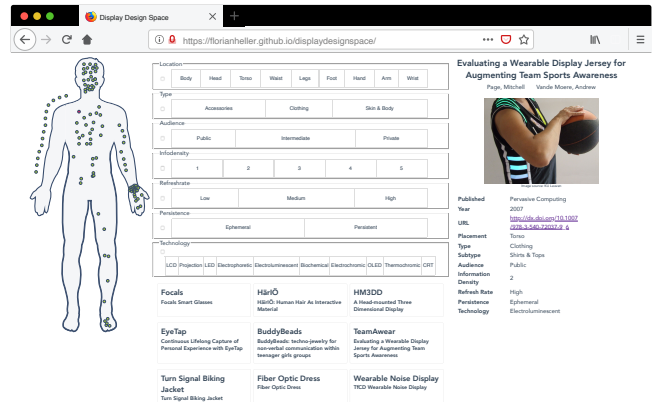 Display Design Space
https://florianheller.github.io/displaydesignspace/
Location
Body Head Torso Waist Legs Foot Hand Arm Wrist
Type
Accessories Clothing Skin & Body
Audience
Public Intermediate Private
Infodensity
1 2 3 4 5
Refreshrate
Low Medium High
Persistence
Ephemeral Persistent
Technology
LCD Projection LED Electrophoretic Electroluminescent Biochemical Electrochromic OLED Thermochromic CRT
Focals
Focals Smart Glasses
HäriÖ
HäriÖ: Human Hair As Interactive
Material
HM3DD
A Head-mounted Three
Dimensional Display
EyeTap
Continuous Lifelong Capture of
Personal Experience with EyeTap
BuddyBeads
BuddyBeads: techno-jewelry for
non-verbal communication within
teenager girls groups
TeamAwear
Evaluating a Wearable Display
Jersey for Augmenting Team
Sports Awareness
Turn Signal Biking
Jacket
Turn Signal Biking Jacket
Fiber Optic Dress
Fiber Optic Dress
Wearable Noise Display
TfCD Wearable Noise Display
Evaluating a Wearable Display Jersey for
Augmenting Team Sports Awareness
Page, Mitchell Vande Moere, Andrew
Published Pervasive Computing
Year 2007
URL http://dx.doi.org/10.1007
/978-3-540-72037-9_6
Placement Torso
Type Clothing
Subtype Shirts & Tops
Audience Public
Information
Density 2
Refresh Rate High
Persistence Ephemeral
Technology Electroluminescent